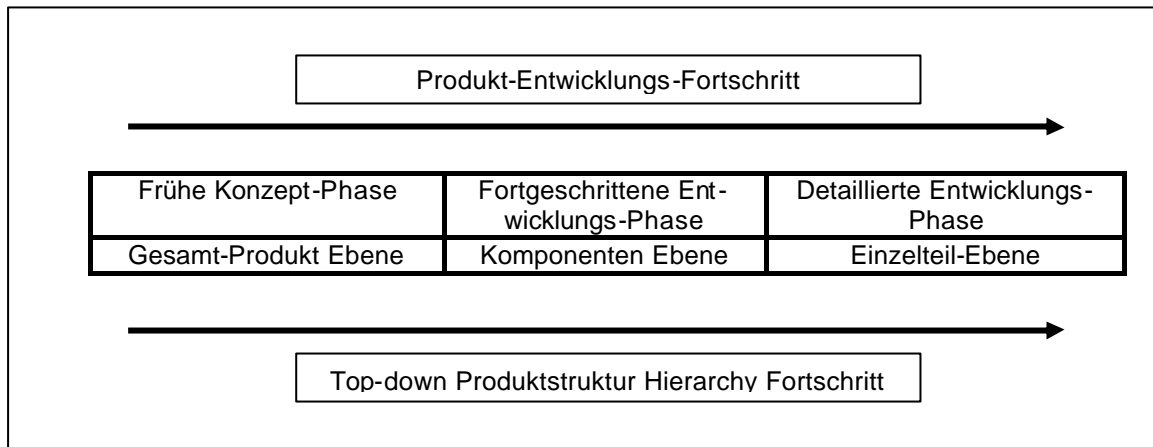 Produkt-Entwicklungs-Fortschritt
Frühe Konzept-Phase
Fortgeschrittene Ent-
wicklungs-Phase
Detaillierte Entwicklungs-
Phase
Gesamt-Produkt Ebene
Komponenten Ebene
Einzelteil-Ebene
Top-down Produktstruktur Hierarchy Fortschritt